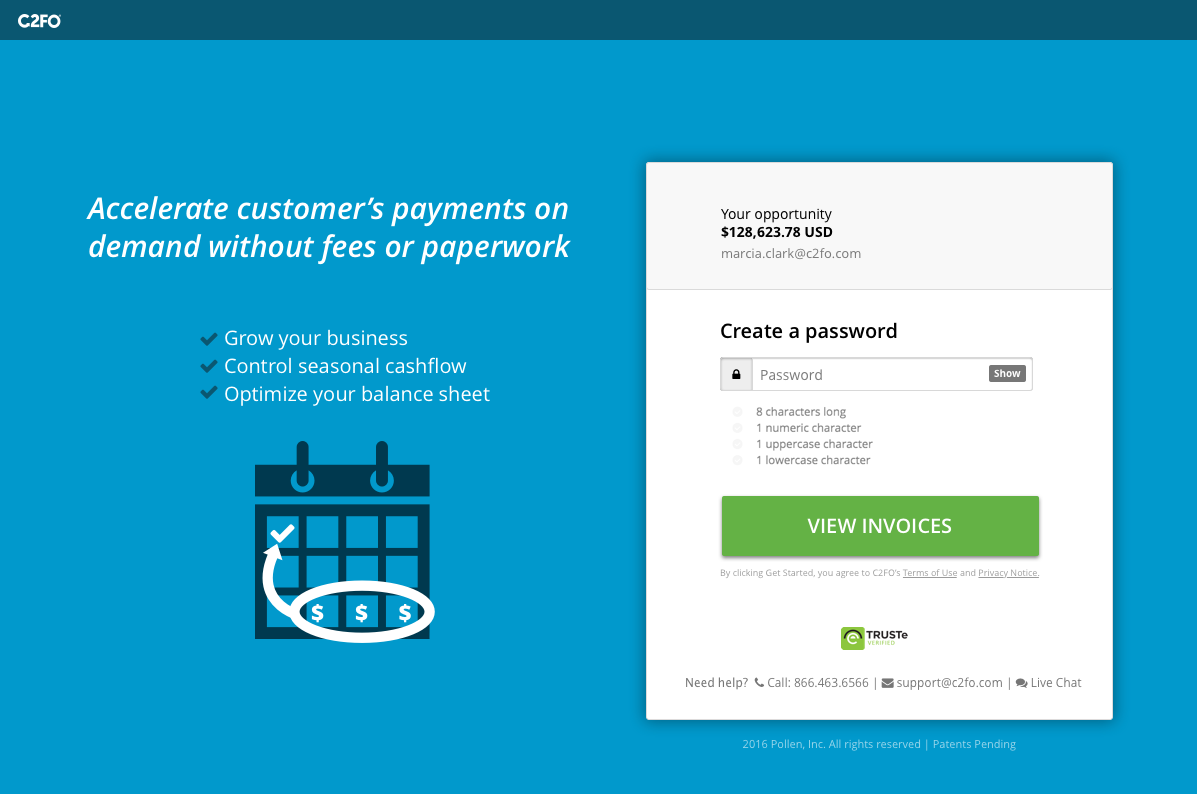 C2FO
Accelerate customer’s payments on
demand without fees or paperwork
Grow your business
Control seasonal cashflow
Optimize your balance sheet
$ $ $
Your opportunity
$128,623.78 USD
marcia.clark@c2fo.com
Create a password
Password Show
8 characters long
1 numeric character
1 uppercase character
1 lowercase character
VIEW INVOICES
By clicking Get Started, you agree to C2FO's Terms of Use and Privacy Notice.
TRUSTe
VERIFIED
Need help? Call: 866.463.6566 | support@c2fo.com | Live Chat
2016 Pollen, Inc. All rights reserved | Patents Pending